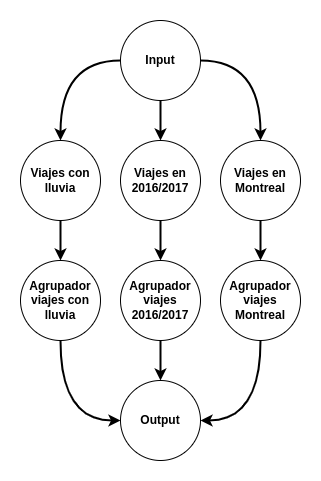 Input
Viajes con
lluvia
Viajes en
2016/2017
Viajes en
Montreal
Agrupador
viajes con
lluvia
Agrupador
viajes
2016/2017
Agrupador
viajes
Montreal
Output